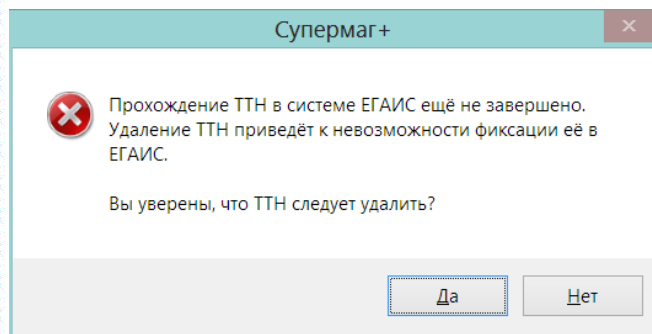 Супермаг+
Прохождение ТТН в системе ЕГАИС ещё не завершено.
Удаление ТТН приведёт к невозможности фиксации её в
ЕГАИС.
Вы уверены, что ТТН следует удалить?
Да
Нет